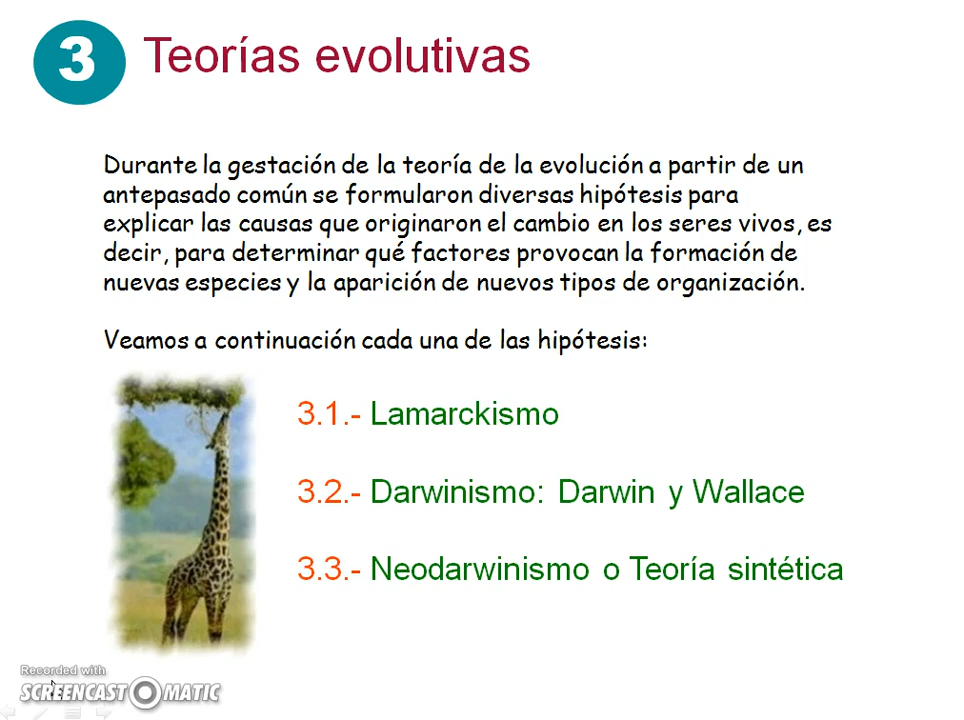 3 Teorías evolutivas
Durante la gestación de la teoría de la evolución a partir de un
antepasado común se formularon diversas hipótesis para
explicar las causas que originaron el cambio en los seres vivos, es
decir, para determinar qué factores provocan la formación de
nuevas especies y la aparición de nuevos tipos de organización.
Veamos a continuación cada una de las hipótesis:
3.1.- Lamarckismo
3.2.- Darwinismo: Darwin y Wallace
3.3.- Neodarwinismo o Teoría sintética
Recorded with
SCREENCAST-O-MATIC